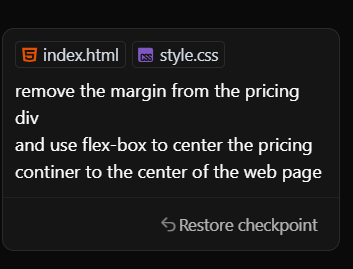 index.html style.css
remove the margin from the pricing
div
and use flex-box to center the pricing
continer to the center of the web page
Restore checkpoint